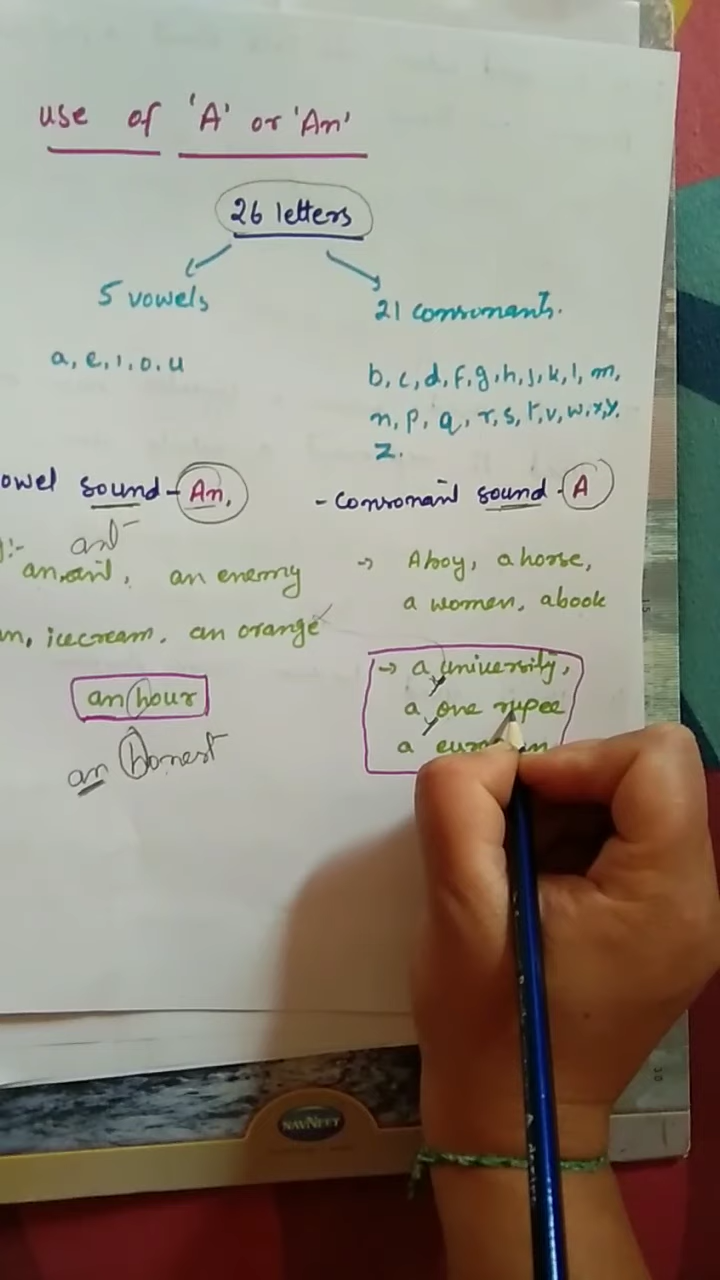 use of 'A' or 'An'
26 letters
5 vowels
21 consonants.
a, e, i, o, u
b, c, d, f, g, h, j, k, l, m,
n, p, q, r, s, t, v, w, x, y,
z.
owel sound - An,
- consonant sound - A
ant
:- an, ant, an enemy
→ A boy, a horse,
n, icecream, an orange
a women, a book
an hour
→ a university,
a one rupee
an honest
a
NAVNEET